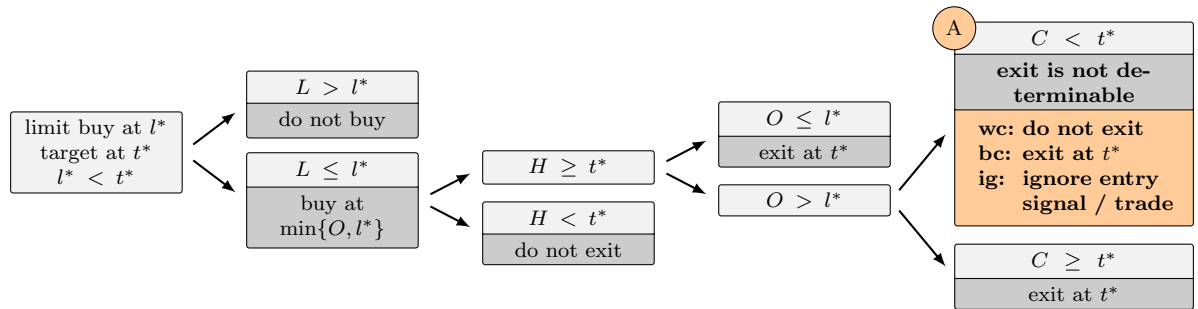 limit buy at l*
target at t*
l* < t*
L > l*
do not buy
L ≤ l*
buy at
min{O, l*}
H ≥ t*
H < t*
do not exit
O ≤ l*
exit at t*
O > l*
A
C < t*
exit is not de-
terminable
wc: do not exit
bc: exit at t*
ig: ignore entry
signal / trade
C ≥ t*
exit at t*